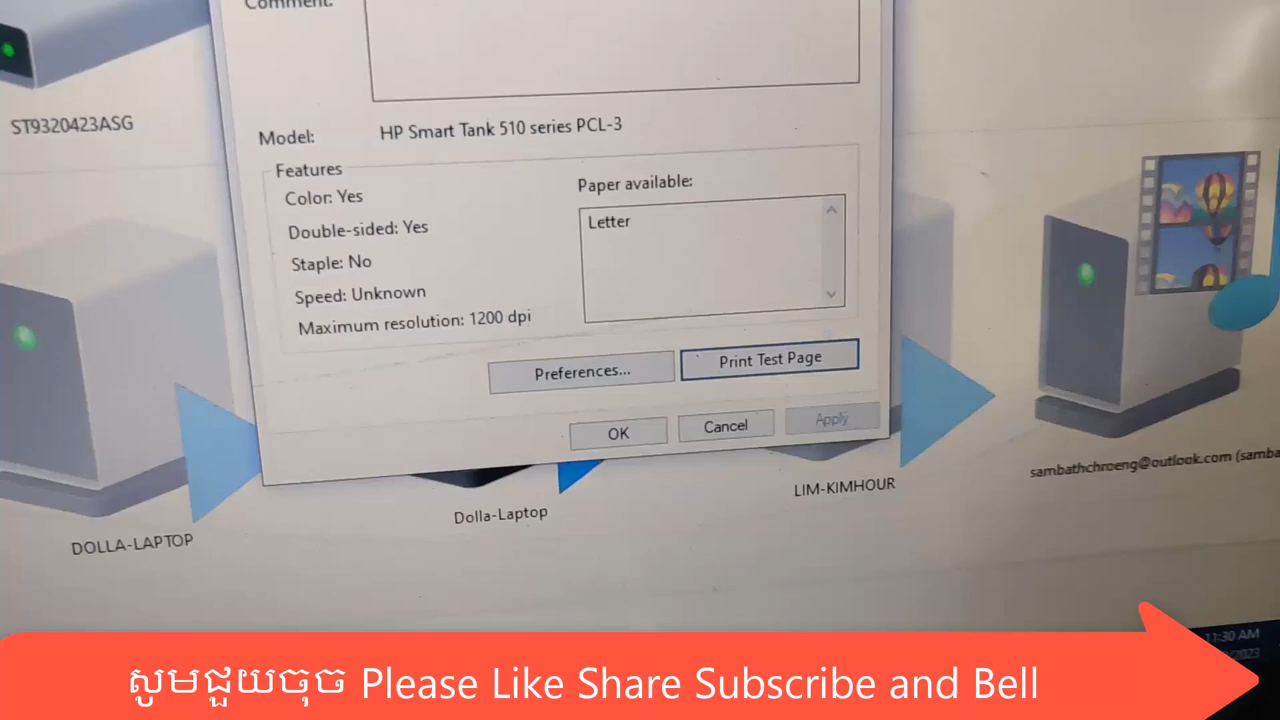 Comment:
ST9320423ASG
Model: HP Smart Tank 510 series PCL-3
Features
Color: Yes
Paper available:
Double-sided: Yes
Letter
Staple: No
Speed: Unknown
Maximum resolution: 1200 dpi
Preferences...
Print Test Page
OK
Cancel
Apply
DOLLA-LAPTOP
Dolla-Laptop
LIM-KIMHOUR
sambathchroeng@outlook.com (samba
11:30 AM
សូមជួយចុច Please Like Share Subscribe and Bell